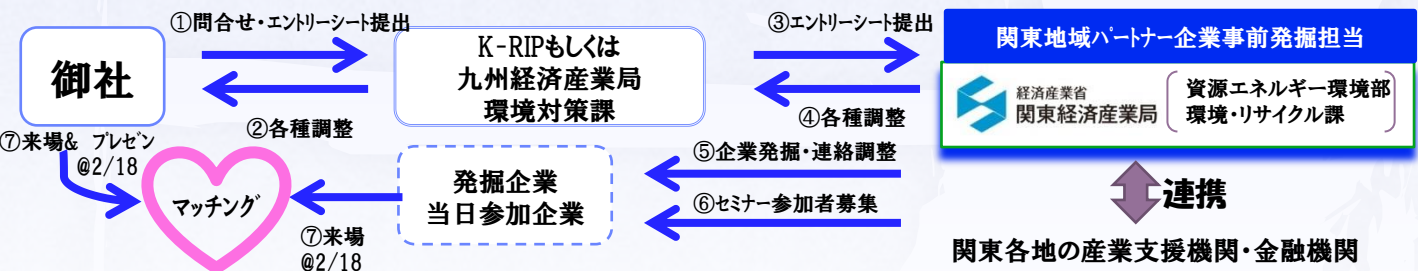 ①問合せ・エントリーシート提出
御社
K-RIPもしくは
九州経済産業局
環境対策課
②各種調整
③エントリーシート提出
④各種調整
関東地域パートナー企業事前発掘担当
経済産業省
関東経済産業局
資源エネルギー環境部
環境・リサイクル課
⑦来場& プレゼン
@2/18
マッチング
発掘企業
当日参加企業
⑤企業発掘・連絡調整
⑥セミナー参加者募集
⑦来場
@2/18
連携
関東各地の産業支援機関・金融機関